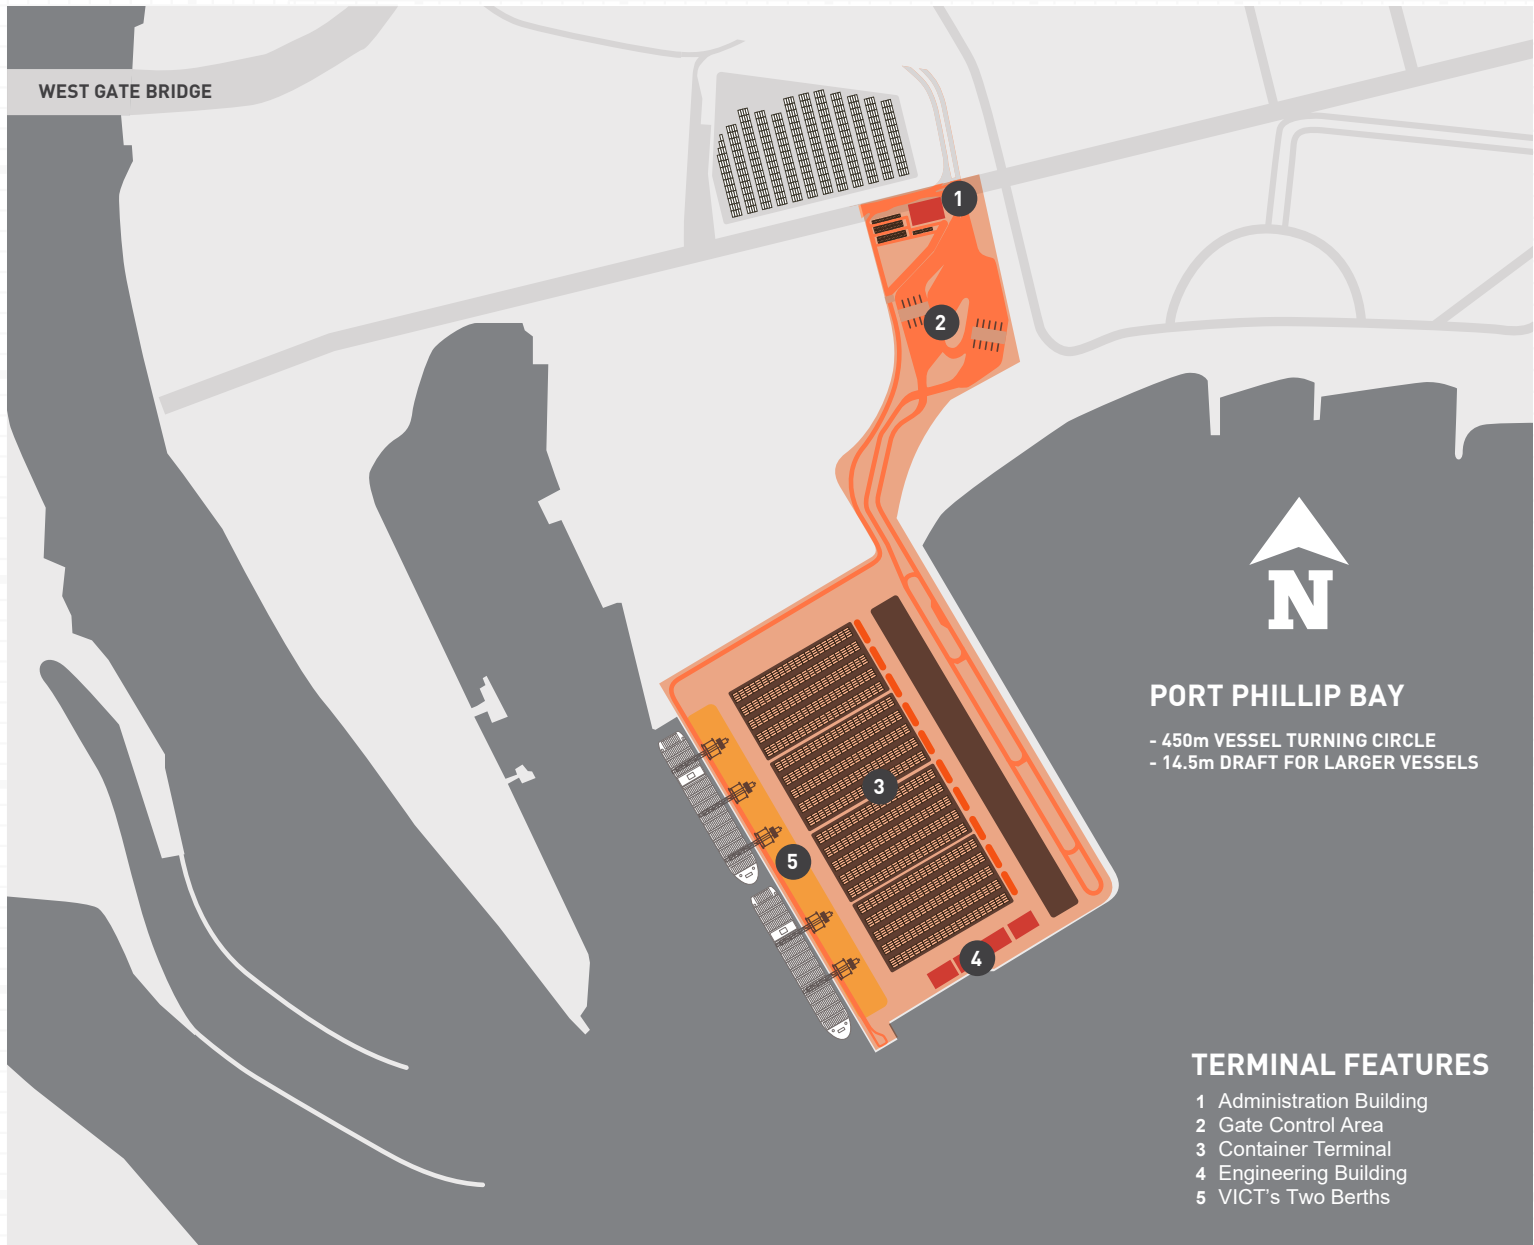 WEST GATE BRIDGE
1
2
N
PORT PHILLIP BAY
- 450m VESSEL TURNING CIRCLE
- 14.5m DRAFT FOR LARGER VESSELS
3
5
4
TERMINAL FEATURES
1 Administration Building
2 Gate Control Area
3 Container Terminal
4 Engineering Building
5 VICT's Two Berths